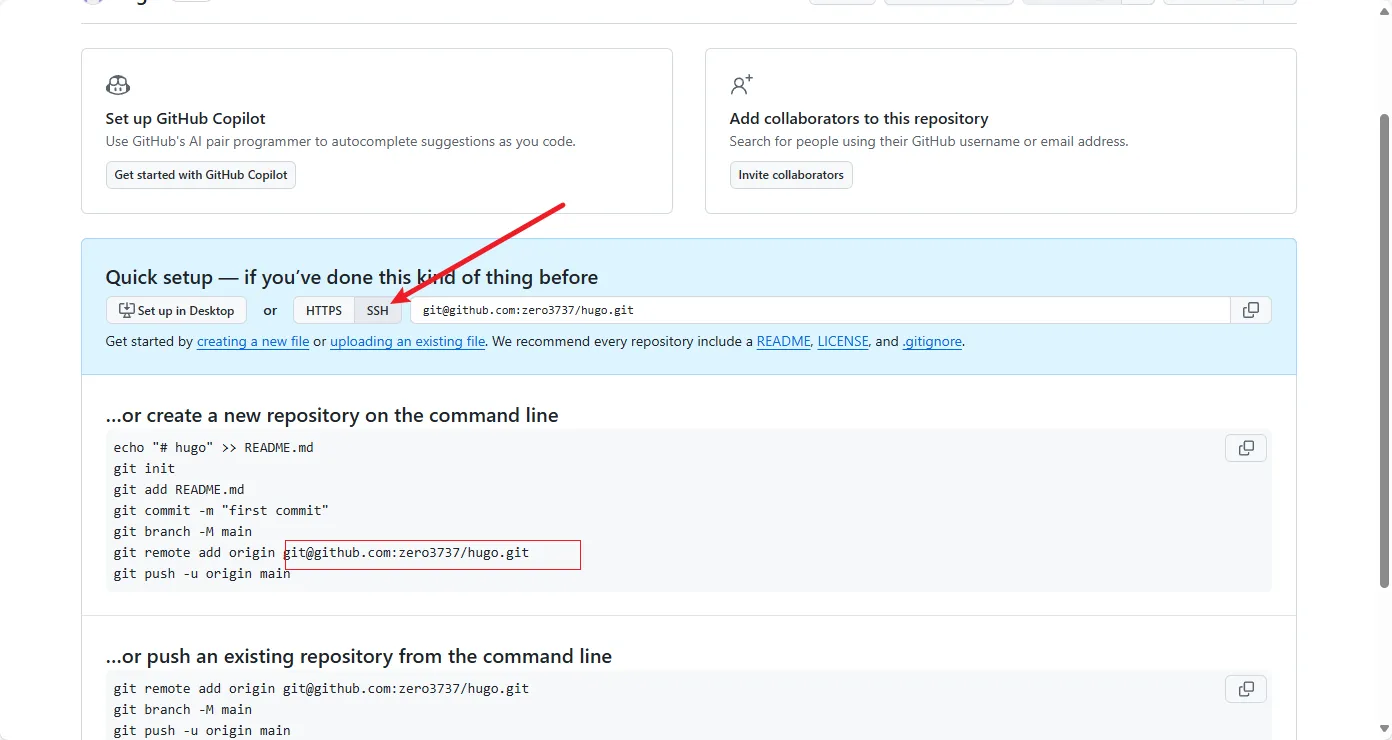 Set up GitHub Copilot
Use GitHub's AI pair programmer to autocomplete suggestions as you code.
Get started with GitHub Copilot
Add collaborators to this repository
Search for people using their GitHub username or email address.
Invite collaborators
Quick setup — if you've done this kind of thing before
Set up in Desktop or HTTPS SSH git@github.com:zero3737/hugo.git
Get started by creating a new file or uploading an existing file. We recommend every repository include a README, LICENSE, and .gitignore.
…or create a new repository on the command line
echo "# hugo" >> README.md
git init
git add README.md
git commit -m "first commit"
git branch -M main
git remote add origin git@github.com:zero3737/hugo.git
git push -u origin main
…or push an existing repository from the command line
git remote add origin git@github.com:zero3737/hugo.git
git branch -M main
git push -u origin main